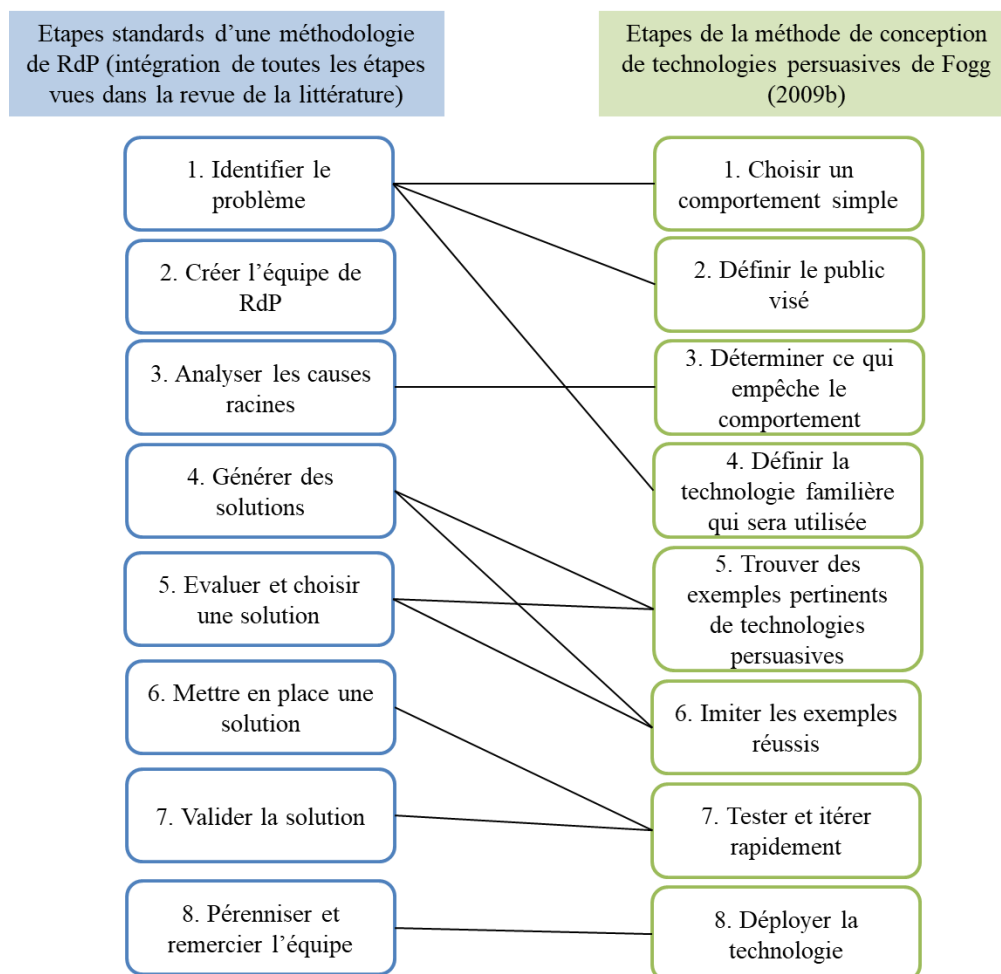 Etapes standards d’une méthodologie
de RdP (intégration de toutes les étapes
vues dans la revue de la littérature)
Etapes de la méthode de conception
de technologies persuasives de Fogg
(2009b)
1. Identifier le
problème
1. Choisir un
comportement simple
2. Créer l’équipe de
RdP
2. Définir le public
visé
3. Analyser les causes
racines
3. Déterminer ce qui
empêche le
comportement
4. Générer des
solutions
4. Définir la
technologie familière
qui sera utilisée
5. Evaluer et choisir
une solution
5. Trouver des
exemples pertinents
de technologies
persuasives
6. Mettre en place une
solution
6. Imiter les exemples
réussis
7. Valider la solution
7. Tester et itérer
rapidement
8. Pérenniser et
remercier l’équipe
8. Déployer la
technologie